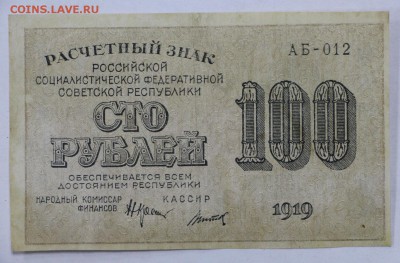 COINS.LAVE.RU
РАСЧЕТНЫЙ ЗНАК
РОССИЙСКОЙ
СОЦИАЛИСТИЧЕСКОЙ ФЕДЕРАТИВНОЙ
СОВЕТСКОЙ РЕСПУБЛИКИ
АБ-012
СТО
РУБЛЕЙ
100
ОБЕСПЕЧИВАЕТСЯ ВСЕМ
ДОСТОЯНИЕМ РЕСПУБЛИКИ
НАРОДНЫЙ КОМИССАР
ФИНАНСОВ
КАССИР
1919